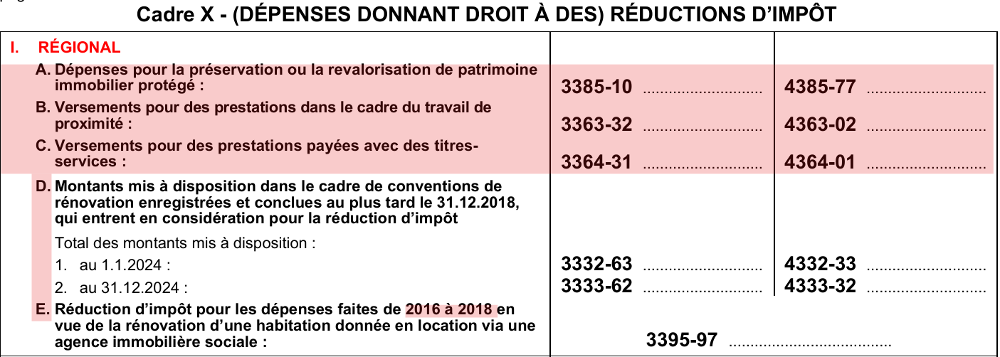 Cadre X - (DÉPENSES DONNANT DROIT À DES) RÉDUCTIONS D'IMPÔT
I. RÉGIONAL
A. Dépenses pour la préservation ou la revalorisation de patrimoine
immobilier protégé : 3385-10 ............................ 4385-77 ............................
B. Versements pour des prestations dans le cadre du travail de
proximité : 3363-32 ............................ 4363-02 ............................
C. Versements pour des prestations payées avec des titres-
services : 3364-31 ............................ 4364-01 ............................
D. Montants mis à disposition dans le cadre de conventions de
rénovation enregistrées et conclues au plus tard le 31.12.2018,
qui entrent en considération pour la réduction d'impôt
Total des montants mis à disposition :
1. au 1.1.2024 : 3332-63 ............................ 4332-33 ............................
2. au 31.12.2024 : 3333-62 ............................ 4333-32 ............................
E. Réduction d'impôt pour les dépenses faites de 2016 à 2018 en
vue de la rénovation d'une habitation donnée en location via une
agence immobilière sociale : 3395-97 ......................................